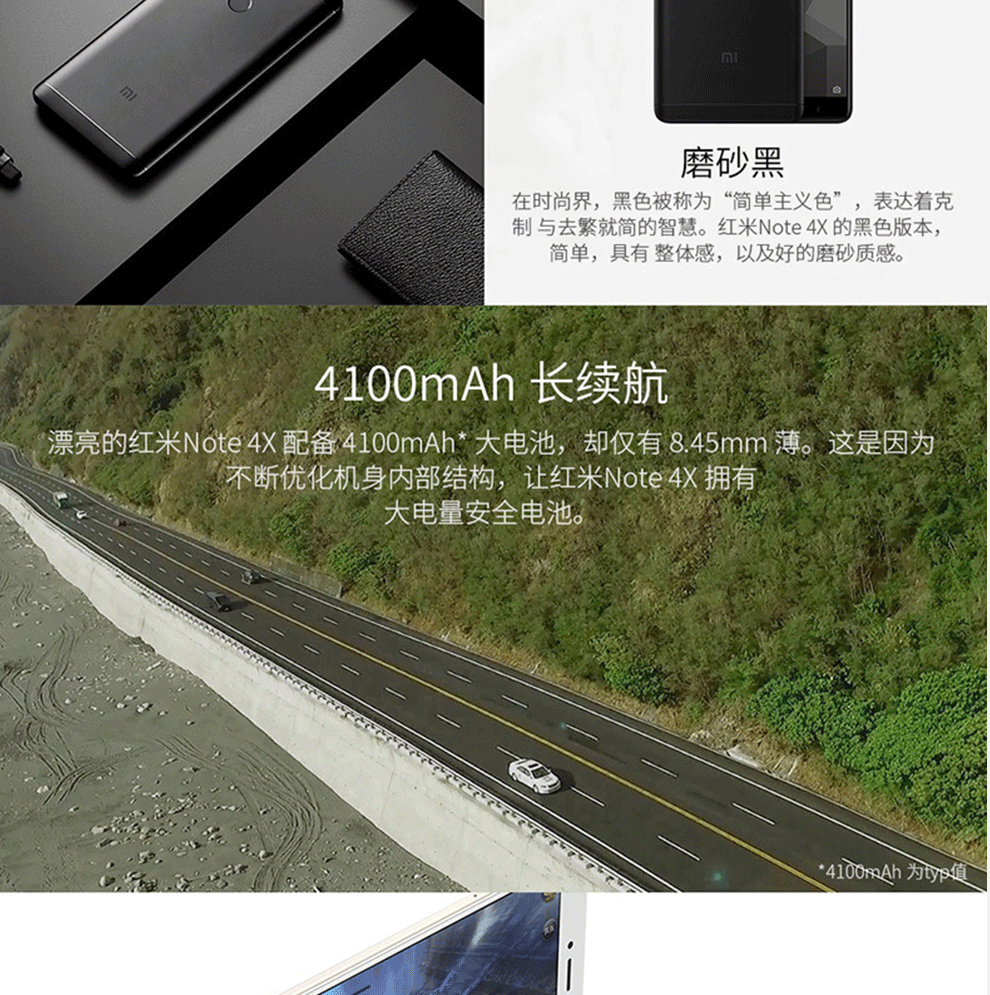 mi
mi
磨砂黑
在时尚界，黑色被称为“简单主义色”，表达着克
制 与去繁就简的智慧。红米Note 4X 的黑色版本，
简单，具有 整体感，以及好的磨砂质感。
4100mAh 长续航
漂亮的红米Note 4X 配备 4100mAh* 大电池，却仅有 8.45mm 薄。这是因为
不断优化机身内部结构，让红米Note 4X 拥有
大电量安全电池。
*4100mAh 为typ值